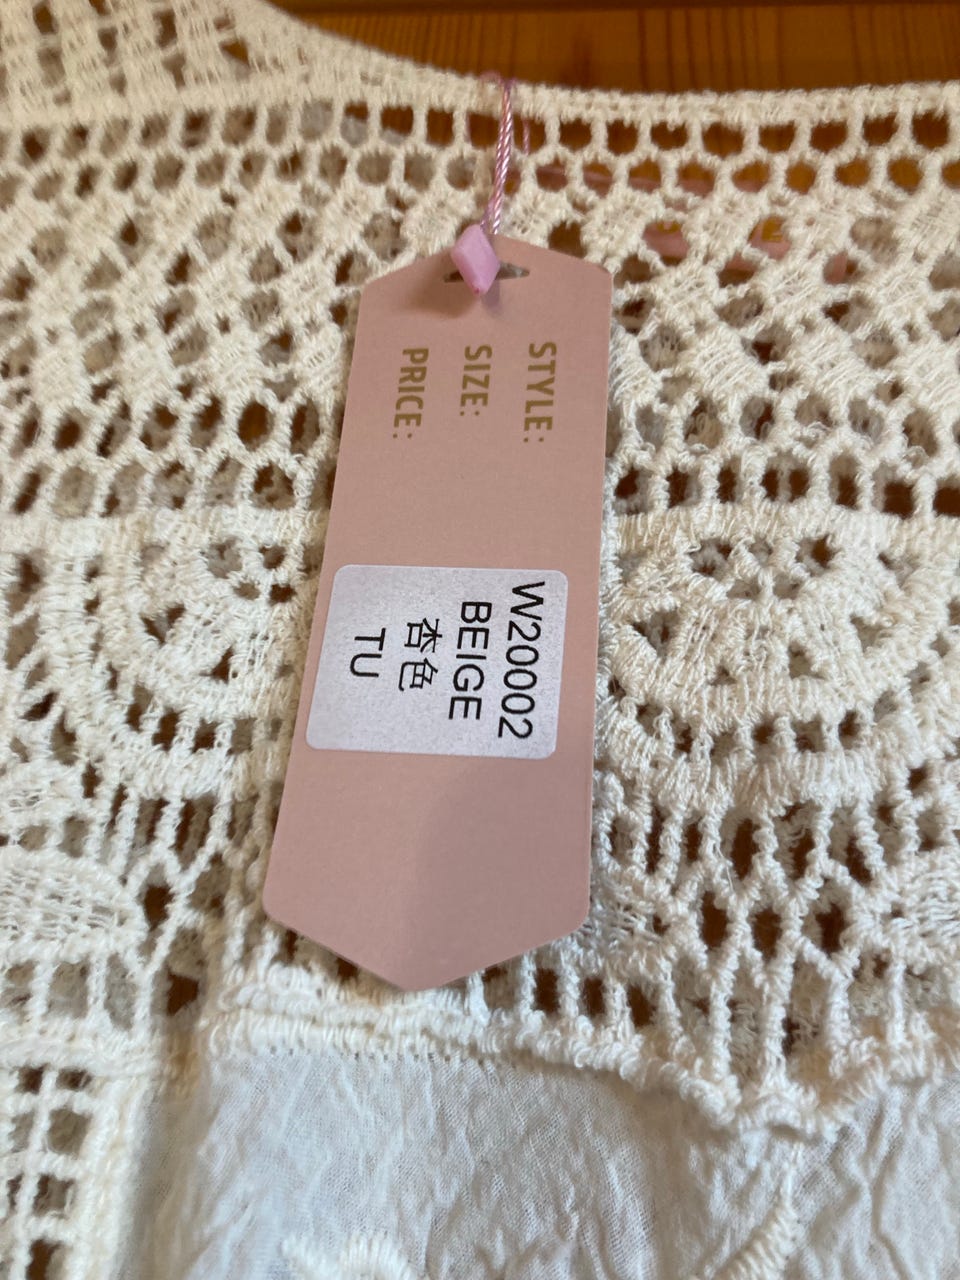 STYLE:
SIZE:
PRICE:
W20002
BEIGE
杏色
TU